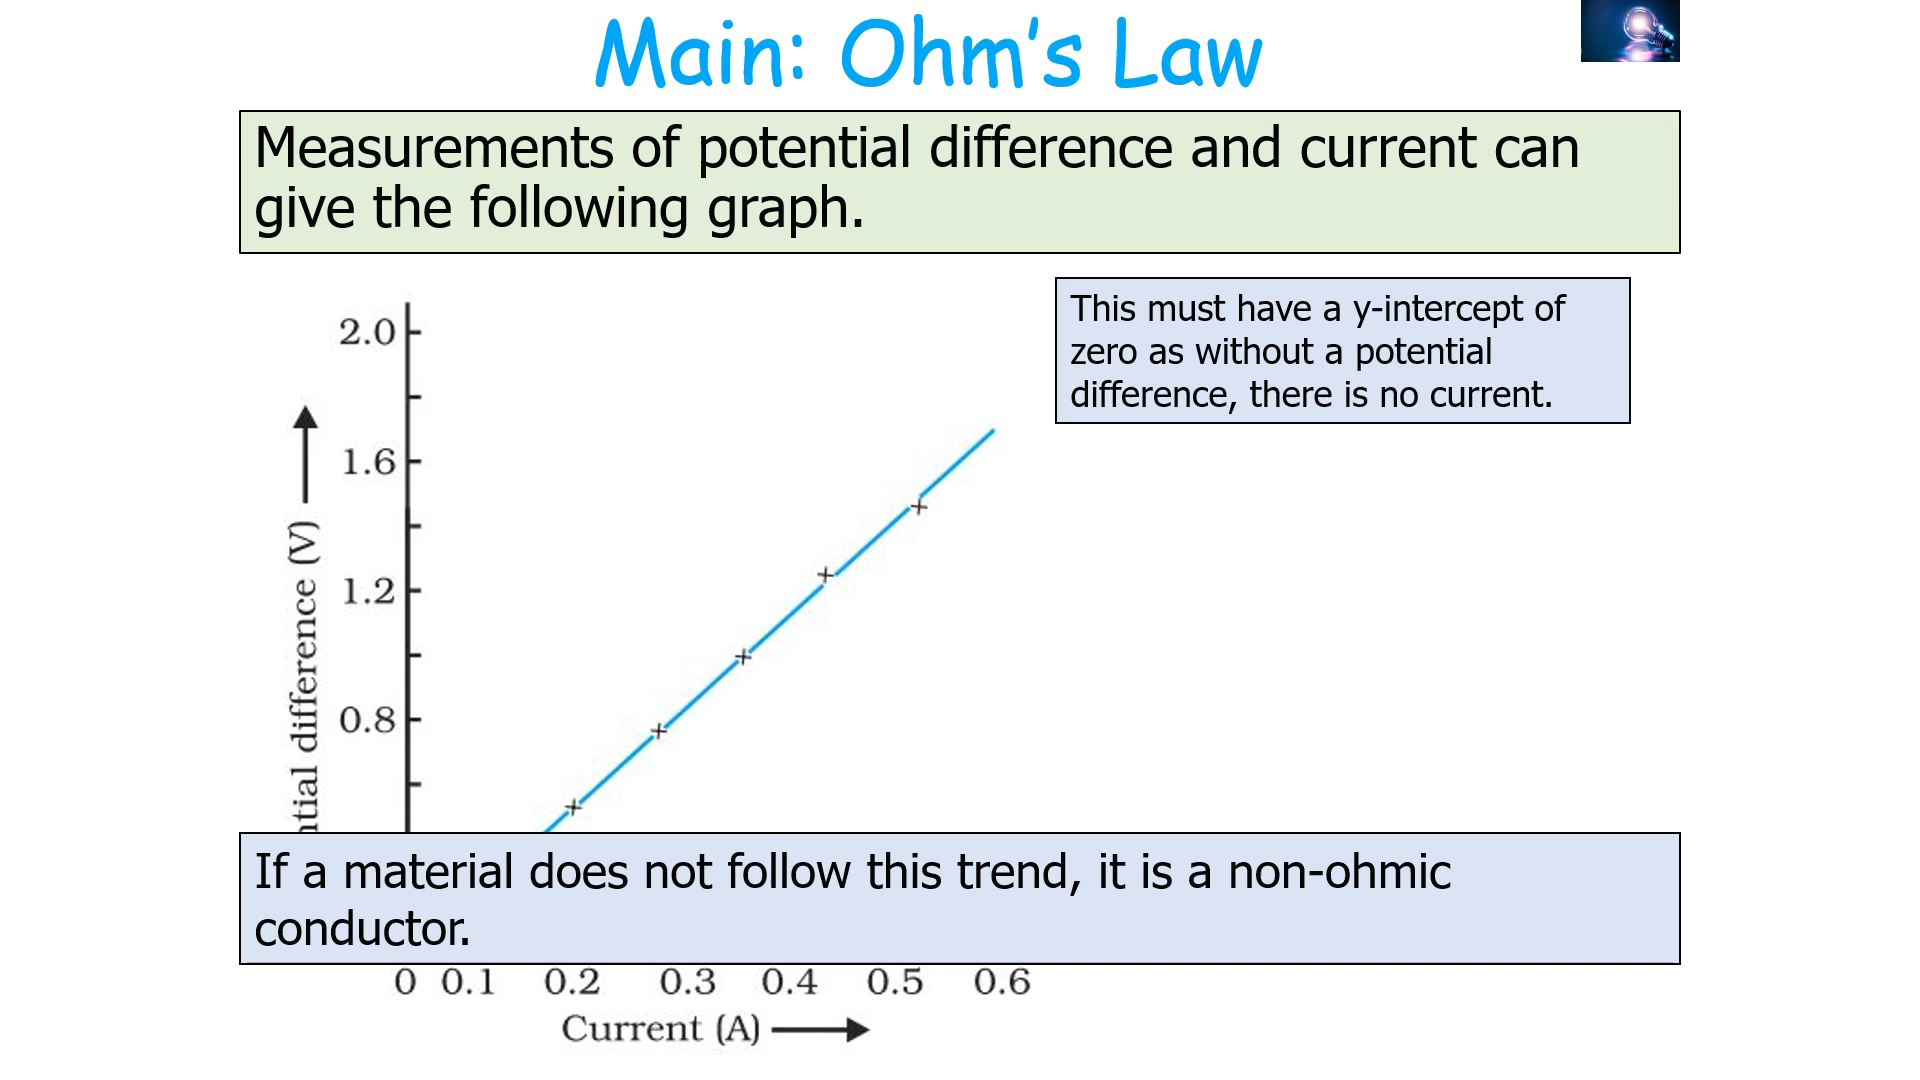 Main: Ohm's Law
Measurements of potential difference and current can
give the following graph.
This must have a y-intercept of
zero as without a potential
difference, there is no current.
2.0
1.6
1.2
0.8
difference (V)
If a material does not follow this trend, it is a non-ohmic
conductor.
0 0.1 0.2 0.3 0.4 0.5 0.6
Current (A)